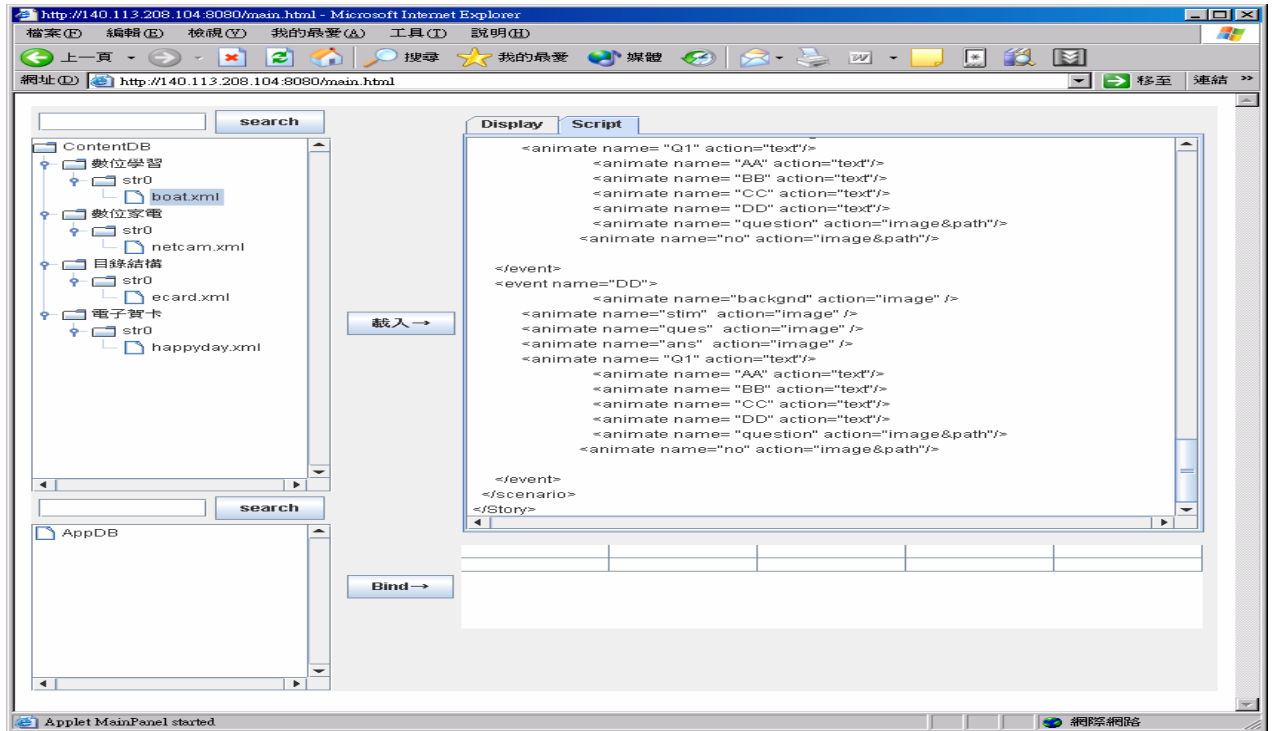 http://140.113.208.104:8080/main.html - Microsoft Internet Explorer
檔案(F) 編輯(E) 檢視(V) 我的最愛(A) 工具(T) 說明(H)
上一頁 搜尋 我的最愛 媒體
網址(D) http://140.113.208.104:8080/main.html 移至 連結 »
search
ContentDB
數位學習
str0
boat.xml
數位家電
str0
netcam.xml
目錄結構
str0
ecard.xml
電子賀卡
str0
happyday.xml
search
AppDB
載入→
Bind→
Display Script
<animate name= "Q1" action="text"/>
<animate name= "AA" action="text"/>
<animate name= "BB" action="text"/>
<animate name= "CC" action="text"/>
<animate name= "DD" action="text"/>
<animate name= "question" action="image&path"/>
<animate name="no" action="image&path"/>
</event>
<event name="DD">
<animate name="backgnd" action="image" />
<animate name="stim" action="image" />
<animate name="ques" action="image" />
<animate name="ans" action="image" />
<animate name= "Q1" action="text"/>
<animate name= "AA" action="text"/>
<animate name= "BB" action="text"/>
<animate name= "CC" action="text"/>
<animate name= "DD" action="text"/>
<animate name= "question" action="image&path"/>
<animate name="no" action="image&path"/>
</event>
</scenario>
</Story>
Applet MainPanel started 網際網路